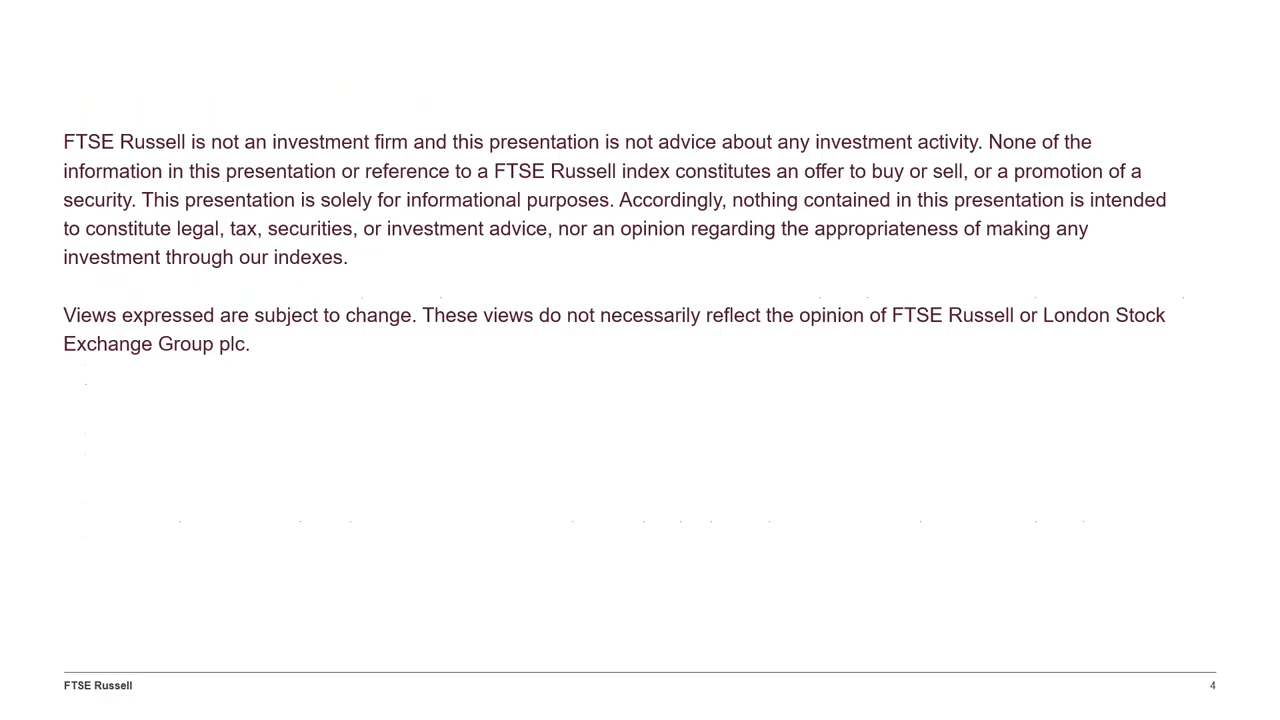 FTSE Russell is not an investment firm and this presentation is not advice about any investment activity. None of the
information in this presentation or reference to a FTSE Russell index constitutes an offer to buy or sell, or a promotion of a
security. This presentation is solely for informational purposes. Accordingly, nothing contained in this presentation is intended
to constitute legal, tax, securities, or investment advice, nor an opinion regarding the appropriateness of making any
investment through our indexes.
Views expressed are subject to change. These views do not necessarily reflect the opinion of FTSE Russell or London Stock
Exchange Group plc.
FTSE Russell
4